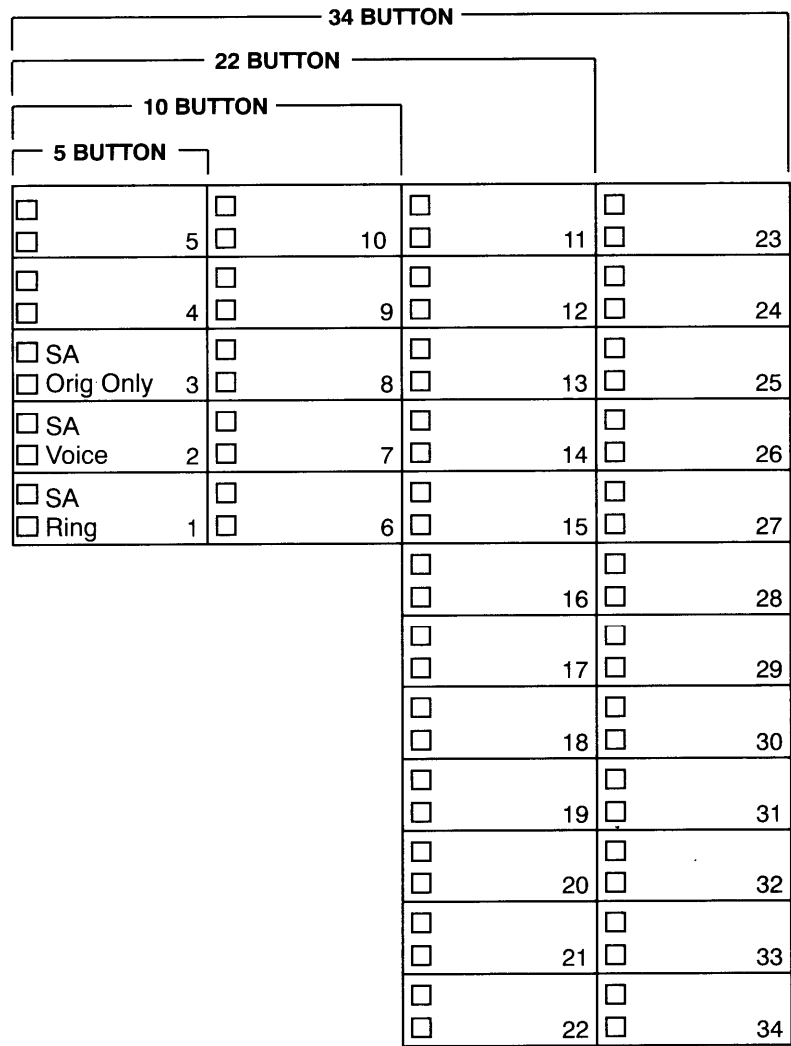 34 BUTTON
22 BUTTON
10 BUTTON
5 BUTTON
5 10 11 23
4 9 12 24
SA
Orig Only 3 8 13 25
SA
Voice 2 7 14 26
SA
Ring 1 6 15 27
16 28
17 29
18 30
19 31
20 32
21 33
22 34